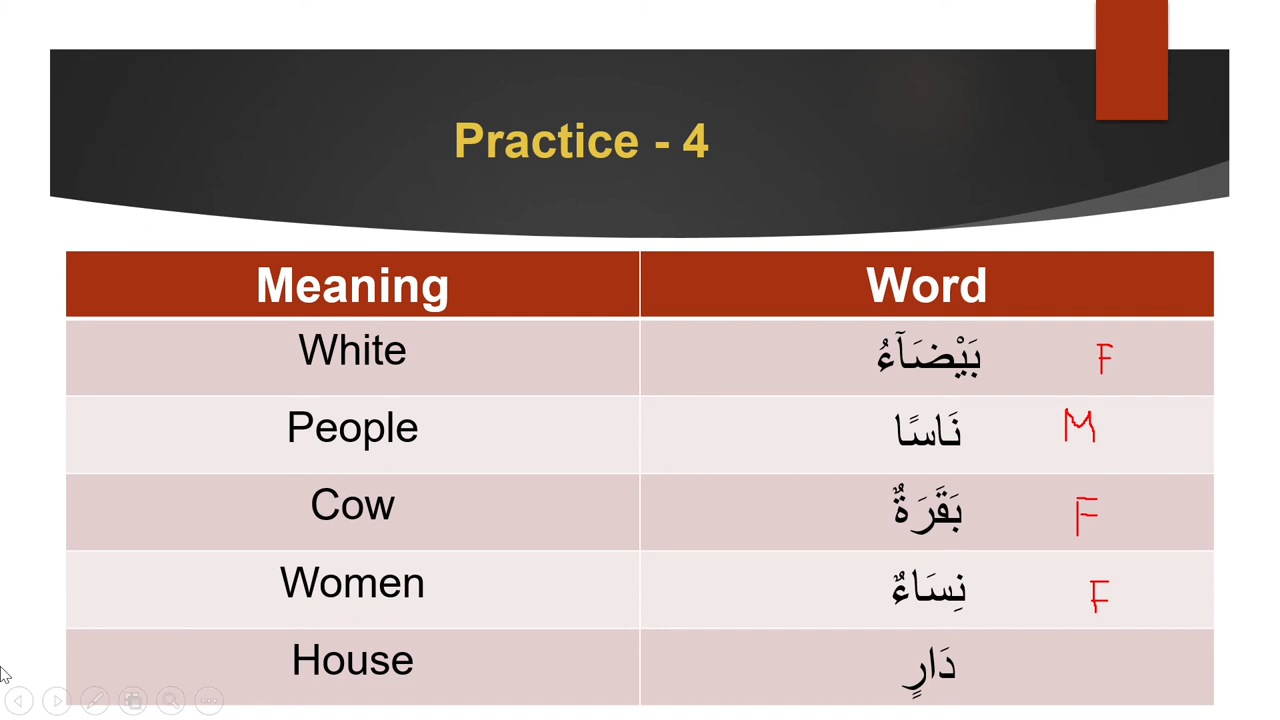 Practice - 4
Meaning Word
White بَيْضَآءُ F
People نَاسًا M
Cow بَقَرَةٌ F
Women نِسَاءٌ F
House دَارٍ